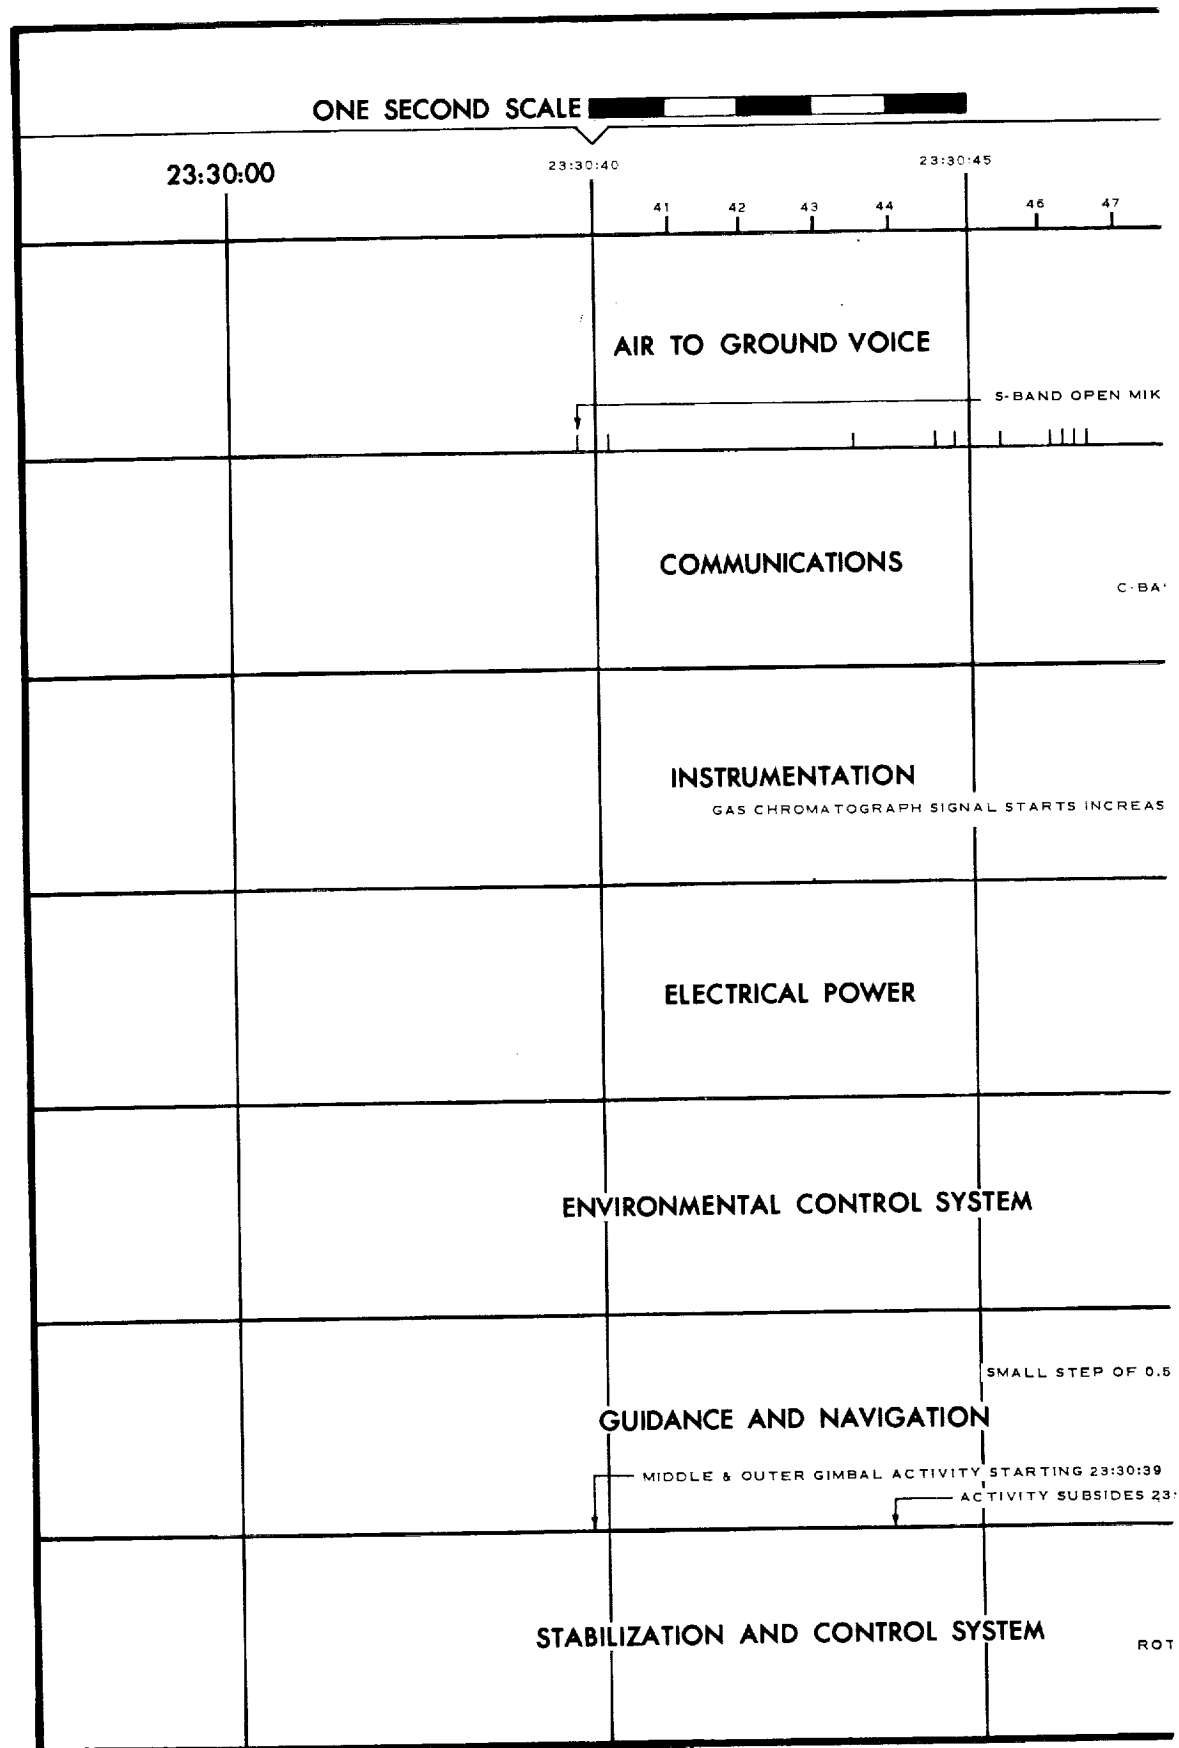 ONE SECOND SCALE
23:30:00
23:30:40
23:30:45
41 42 43 44 46 47
AIR TO GROUND VOICE
S-BAND OPEN MIK
COMMUNICATIONS
C-BA
INSTRUMENTATION
GAS CHROMATOGRAPH SIGNAL STARTS INCREAS
ELECTRICAL POWER
ENVIRONMENTAL CONTROL SYSTEM
SMALL STEP OF 0.5
GUIDANCE AND NAVIGATION
MIDDLE & OUTER GIMBAL ACTIVITY STARTING 23:30:39
ACTIVITY SUBSIDES 23:
STABILIZATION AND CONTROL SYSTEM
ROT